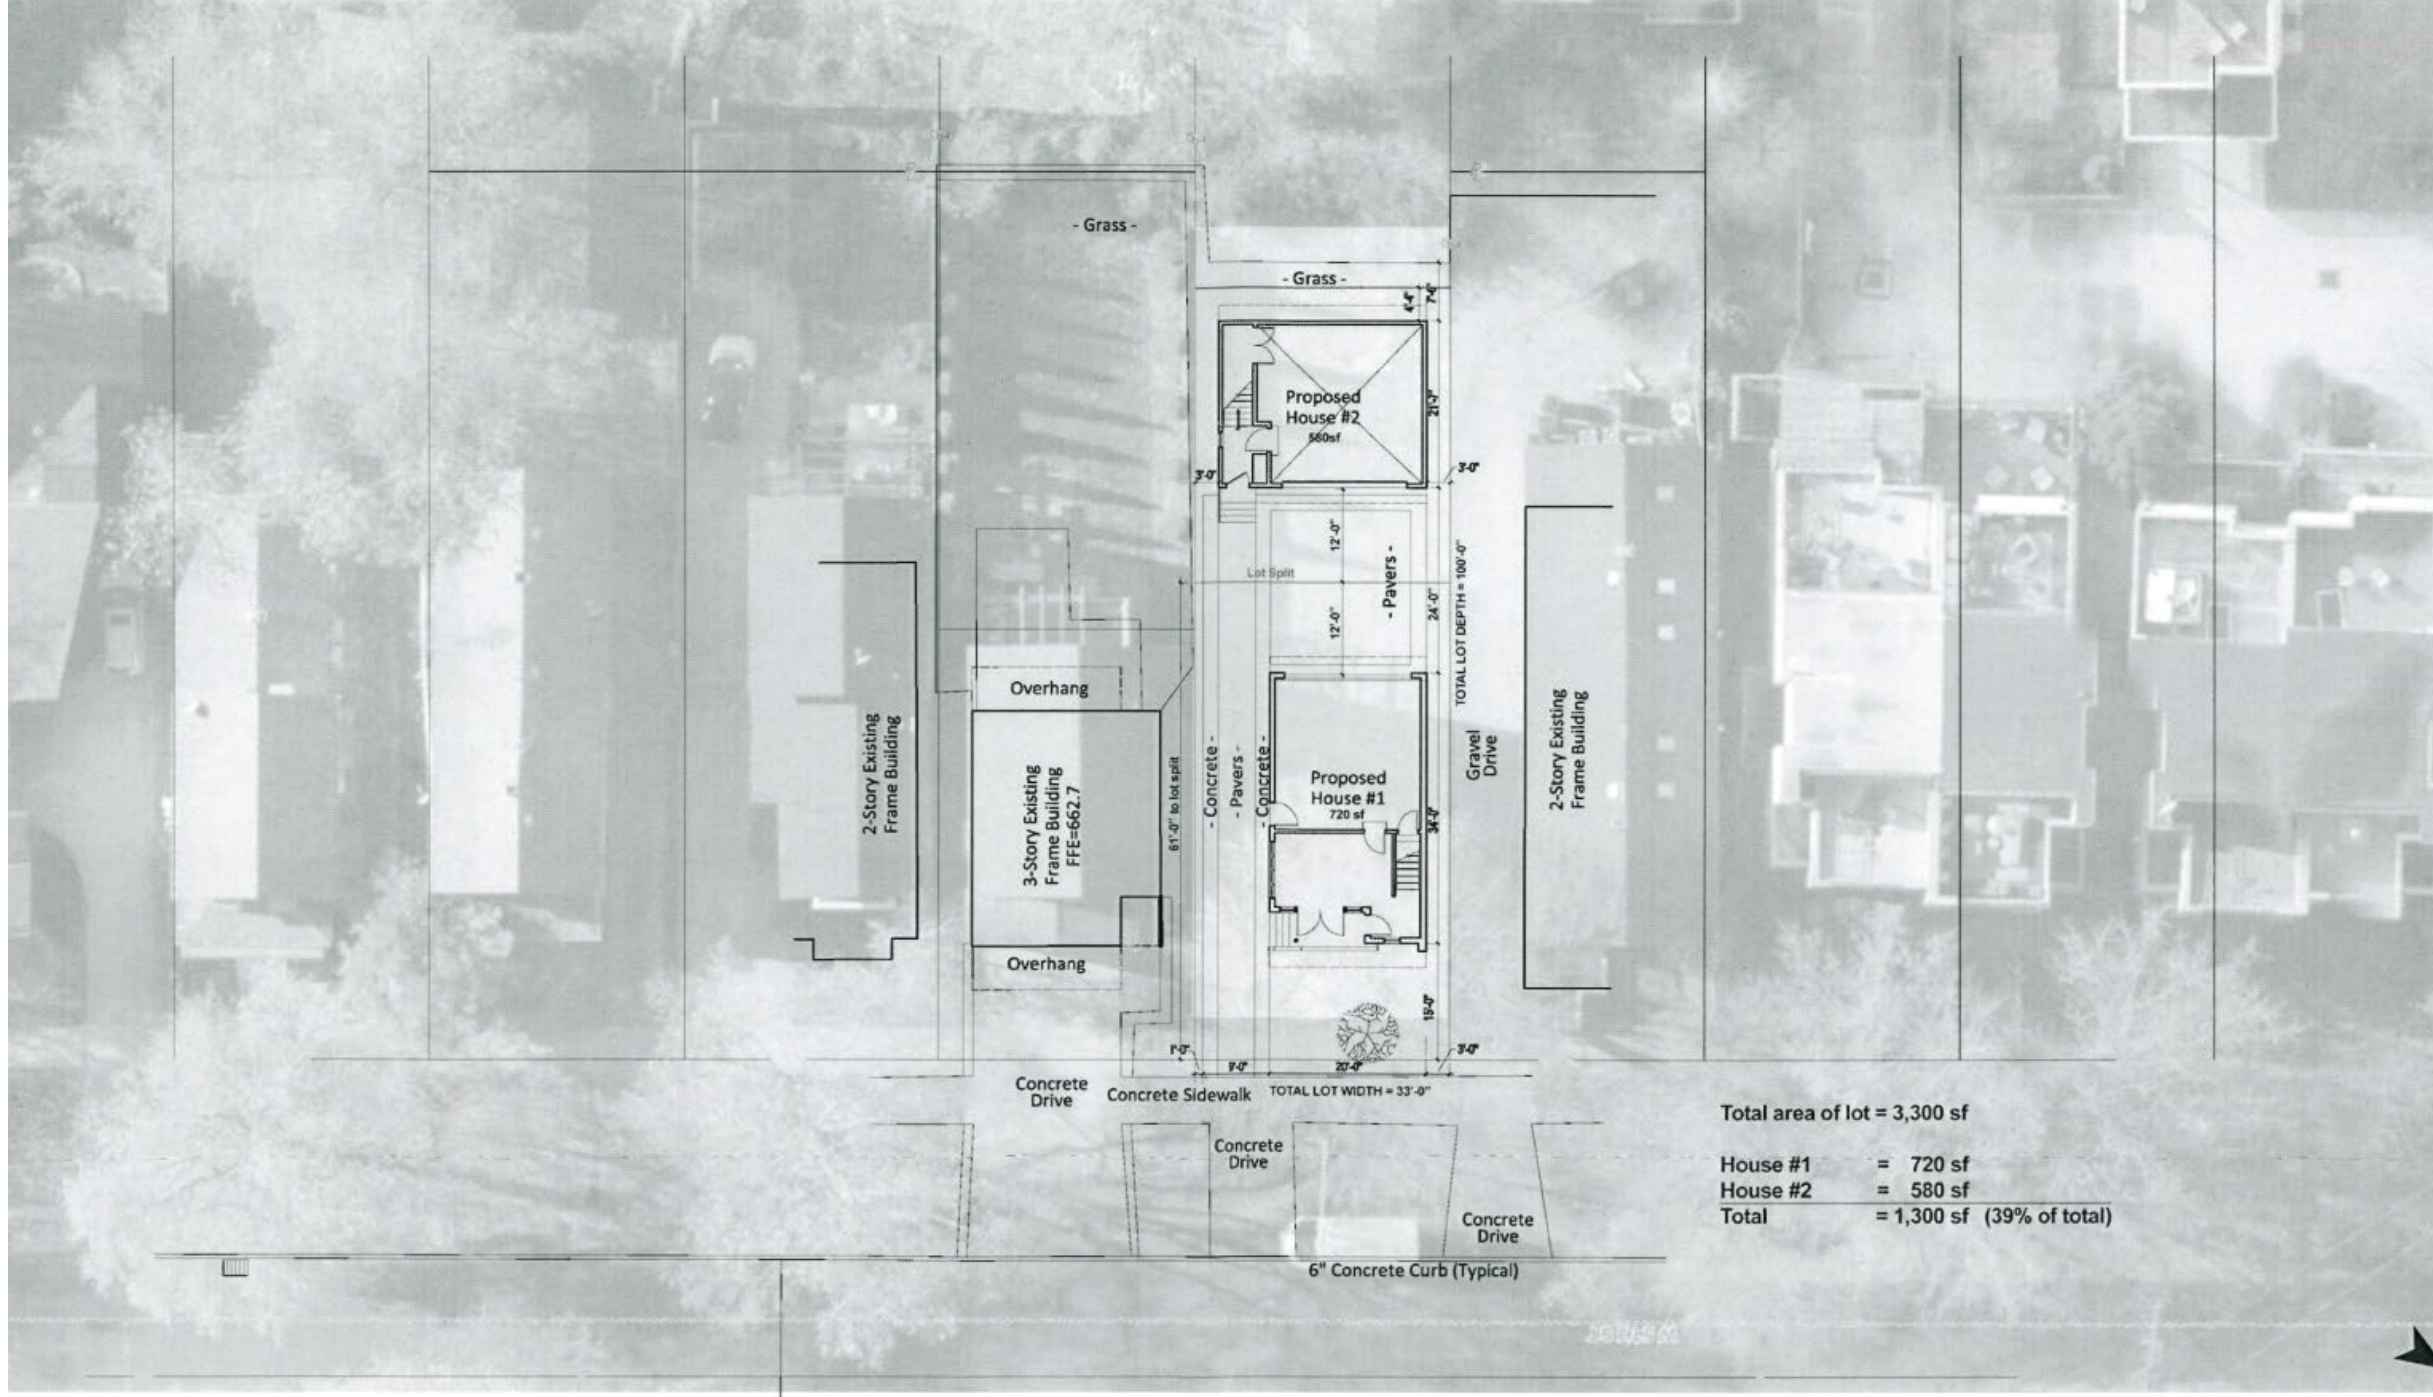 - Grass -
- Grass -
4'-4"
7'-6"
Proposed
House #2
580sf
21'-7"
3'-0"
3'-0"
12'-0"
- Pavers -
Lot Split
12'-0"
24'-0"
TOTAL LOT DEPTH = 100'-0"
Overhang
2-Story Existing
Frame Building
3-Story Existing
Frame Building
FFE=662.7
61'-0" to lot split
- Concrete -
- Pavers -
- Concrete -
Proposed
House #1
720 sf
34'-0"
Gravel
Drive
2-Story Existing
Frame Building
Overhang
15'-0"
1'-0"
9'-0"
20'-0"
3'-0"
Concrete
Drive
Concrete Sidewalk
TOTAL LOT WIDTH = 33'-0"
Concrete
Drive
Concrete
Drive
6" Concrete Curb (Typical)
Total area of lot = 3,300 sf
House #1 = 720 sf
House #2 = 580 sf
Total = 1,300 sf (39% of total)